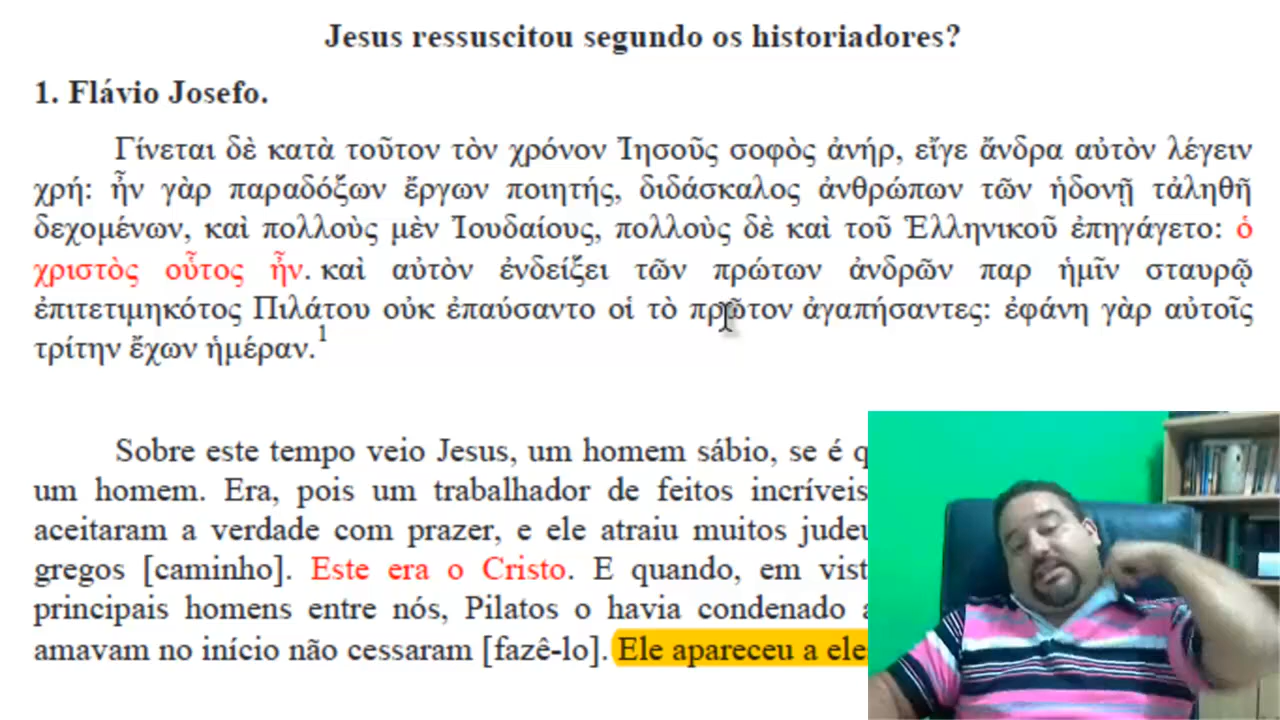 Jesus ressuscitou segundo os historiadores?
1. Flávio Josefo.
Γίνεται δὲ κατὰ τοῦτον τὸν χρόνον Ἰησοῦς σοφὸς ἀνήρ, εἴγε ἄνδρα αὐτὸν λέγειν
χρή: ἦν γὰρ παραδόξων ἔργων ποιητής, διδάσκαλος ἀνθρώπων τῶν ἡδονῇ τἀληθῆ
δεχομένων, καὶ πολλοὺς μὲν Ἰουδαίους, πολλοὺς δὲ καὶ τοῦ Ἑλληνικοῦ ἐπηγάγετο: ὁ
χριστὸς οὗτος ἦν. καὶ αὐτὸν ἐνδείξει τῶν πρώτων ἀνδρῶν παρ ἡμῖν σταυρῷ
ἐπιτετιμηκότος Πιλάτου οὐκ ἐπαύσαντο οἱ τὸ πρῶτον ἀγαπήσαντες: ἐφάνη γὰρ αὐτοῖς
τρίτην ἔχων ἡμέραν.1
Sobre este tempo veio Jesus, um homem sábio, se é q
um homem. Era, pois um trabalhador de feitos incríveis
aceitaram a verdade com prazer, e ele atraiu muitos judeu
gregos [caminho]. Este era o Cristo. E quando, em vist
principais homens entre nós, Pilatos o havia condenado a
amavam no início não cessaram [fazê-lo]. Ele apareceu a ele